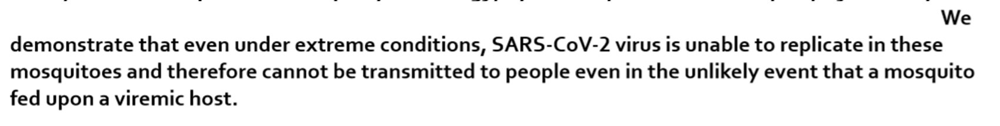 We
demonstrate that even under extreme conditions, SARS-CoV-2 virus is unable to replicate in these
mosquitoes and therefore cannot be transmitted to people even in the unlikely event that a mosquito
fed upon a viremic host.